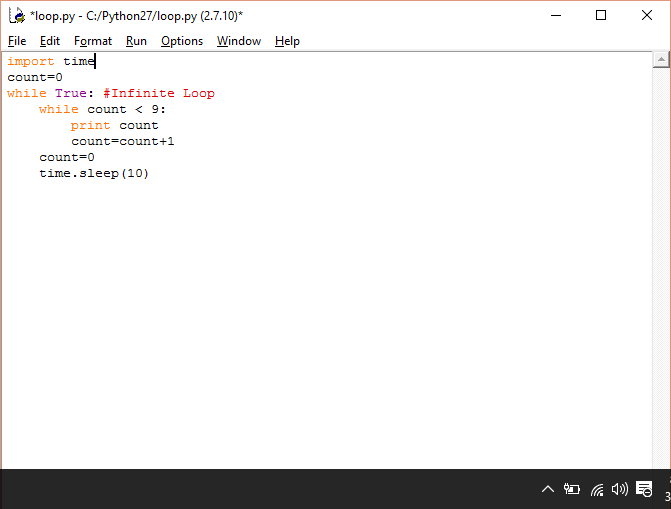 *loop.py - C:/Python27/loop.py (2.7.10)*
File Edit Format Run Options Window Help
import time
count=0
while True: #Infinite Loop
    while count < 9:
        print count
        count=count+1
    count=0
    time.sleep(10)
3